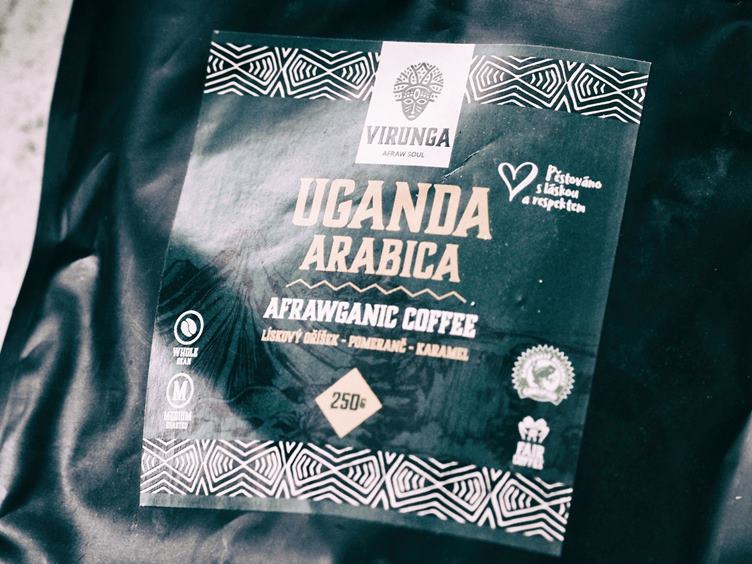 VIRUNGA
AFRAW SOUL
Pěstováno
s láskou
a respektem
UGANDA
ARABICA
AFRAWGANIC COFFEE
LÍSKOVÝ OŘÍŠEK - POMERANČ - KARAMEL
WHOLE
BEAN
250G
M
MEDIUM
ROASTED
FAIR
COFFEE